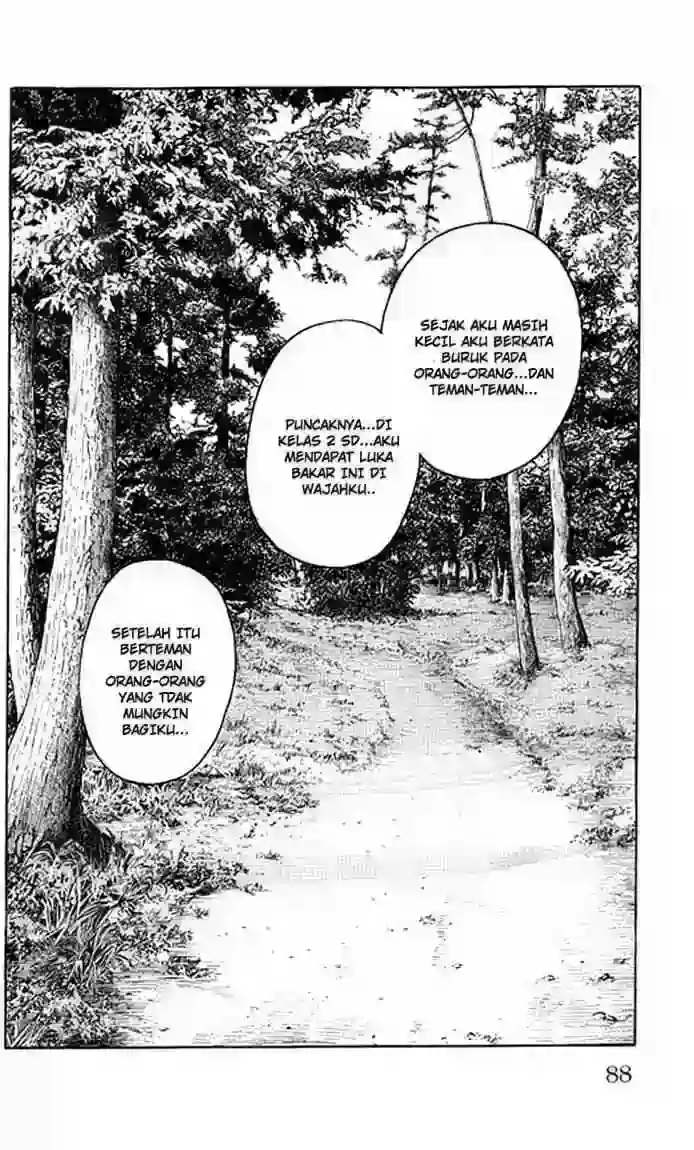 SEJAK AKU MASIH
KECIL AKU BERKATA
BURUK PADA
ORANG-ORANG...DAN
TEMAN-TEMAN...
PUNCAKNYA...DI
KELAS 2 SD...AKU
MENDAPAT LUKA
BAKAR INI DI
WAJAHKU..
SETELAH ITU
BERTEMAN
DENGAN
ORANG-ORANG
YANG TDAK
MUNGKIN
BAGIKU...
88